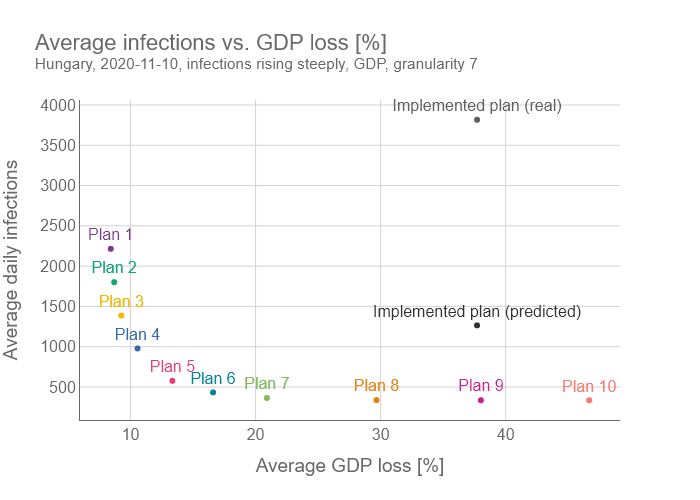 Average infections vs. GDP loss [%]
Hungary, 2020-11-10, infections rising steeply, GDP, granularity 7
4000
Implemented plan (real)
3500
3000
2500
Plan 1
2000
Plan 2
1500
Plan 3
Implemented plan (predicted)
1000
Plan 4
500
Plan 5
Plan 6
Plan 7
Plan 8
Plan 9
Plan 10
10
20
30
40
Average daily infections
Average GDP loss [%]